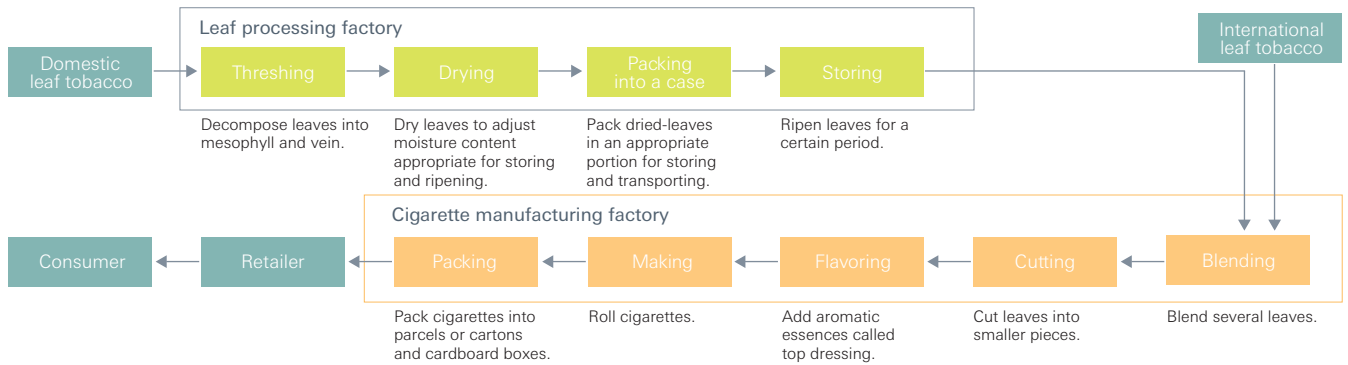 Leaf processing factory
International
leaf tobacco
Domestic
leaf tobacco
Threshing
Drying
Packing
into a case
Storing
Decompose leaves into
mesophyll and vein.
Dry leaves to adjust
moisture content
appropriate for storing
and ripening.
Pack dried-leaves
in an appropriate
portion for storing
and transporting.
Ripen leaves for a
certain period.
Cigarette manufacturing factory
Consumer
Retailer
Packing
Making
Flavoring
Cutting
Blending
Pack cigarettes into
parcels or cartons
and cardboard boxes.
Roll cigarettes.
Add aromatic
essences called
top dressing.
Cut leaves into
smaller pieces.
Blend several leaves.